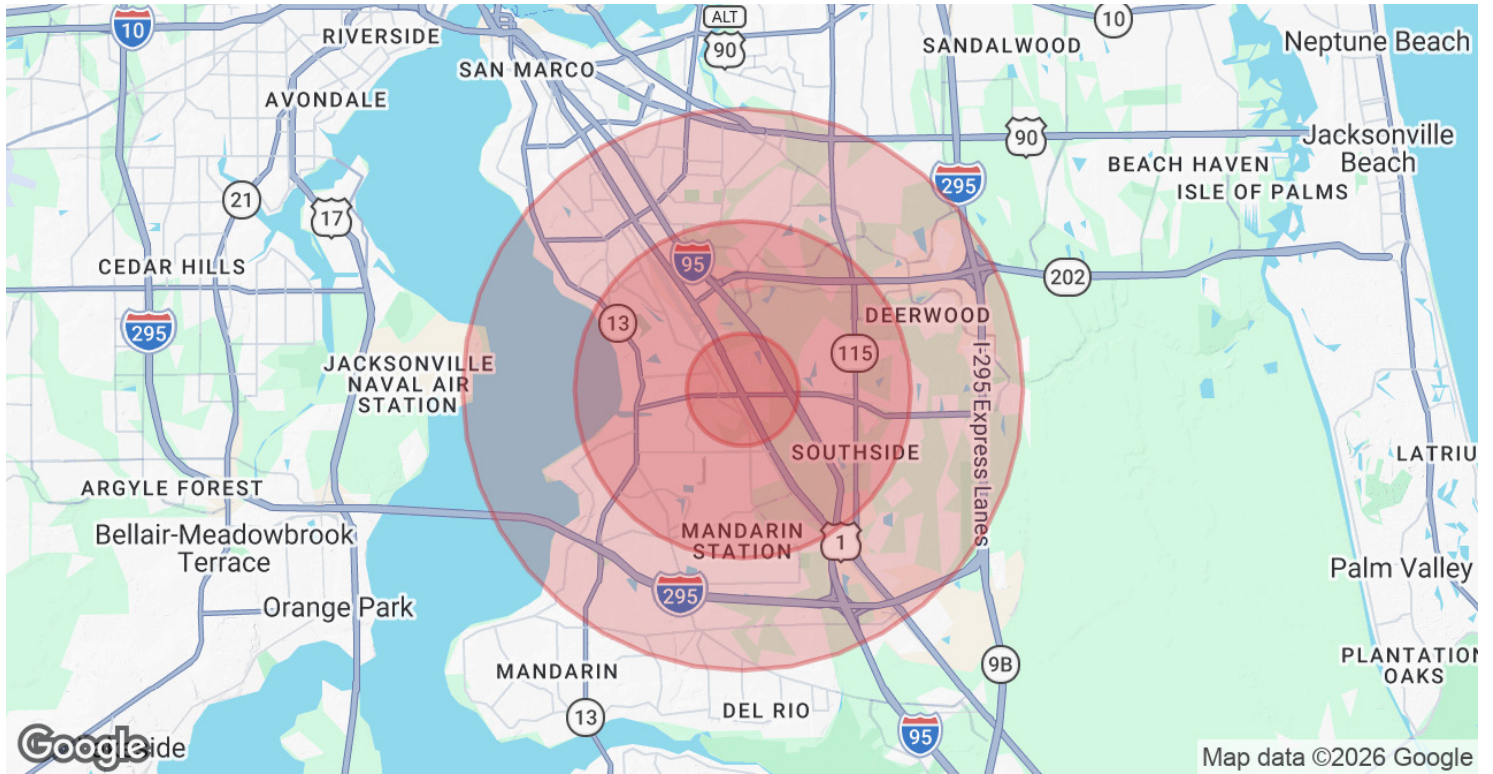 10
RIVERSIDE
ALT
90
10
SANDALWOOD
Neptune Beach
SAN MARCO
AVONDALE
90
Jacksonville
Beach
BEACH HAVEN
ISLE OF PALMS
295
21
17
95
CEDAR HILLS
202
295
13
DEERWOOD
115
JACKSONVILLE
NAVAL AIR
STATION
I-295 Express Lanes
SOUTHSIDE
LATRIU
ARGYLE FOREST
Bellair-Meadowbrook
Terrace
MANDARIN
STATION
1
Palm Valley
295
Orange Park
9B
PLANTATION
OAKS
MANDARIN
13
DEL RIO
95
Google
side
Map data ©2026 Google